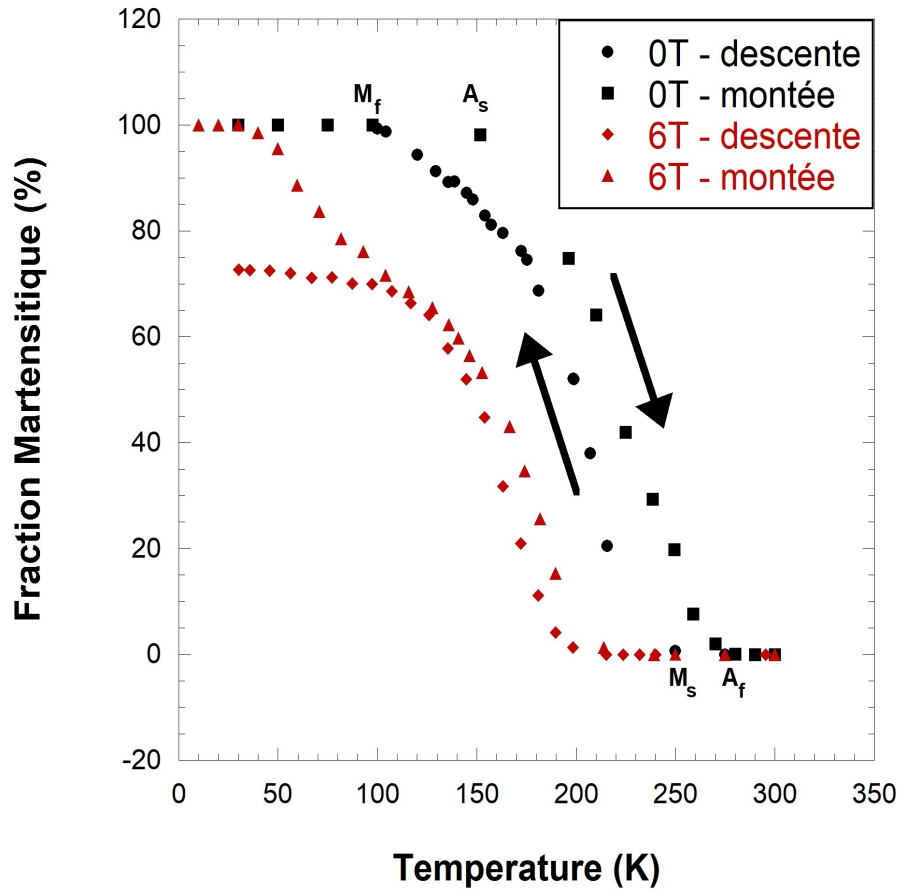 120
100
80
60
40
20
0
-20
0 50 100 150 200 250 300 350
Fraction Martensitique (%)
Temperature (K)
0T - descente
0T - montée
6T - descente
6T - montée
Mf
As
Ms
Af